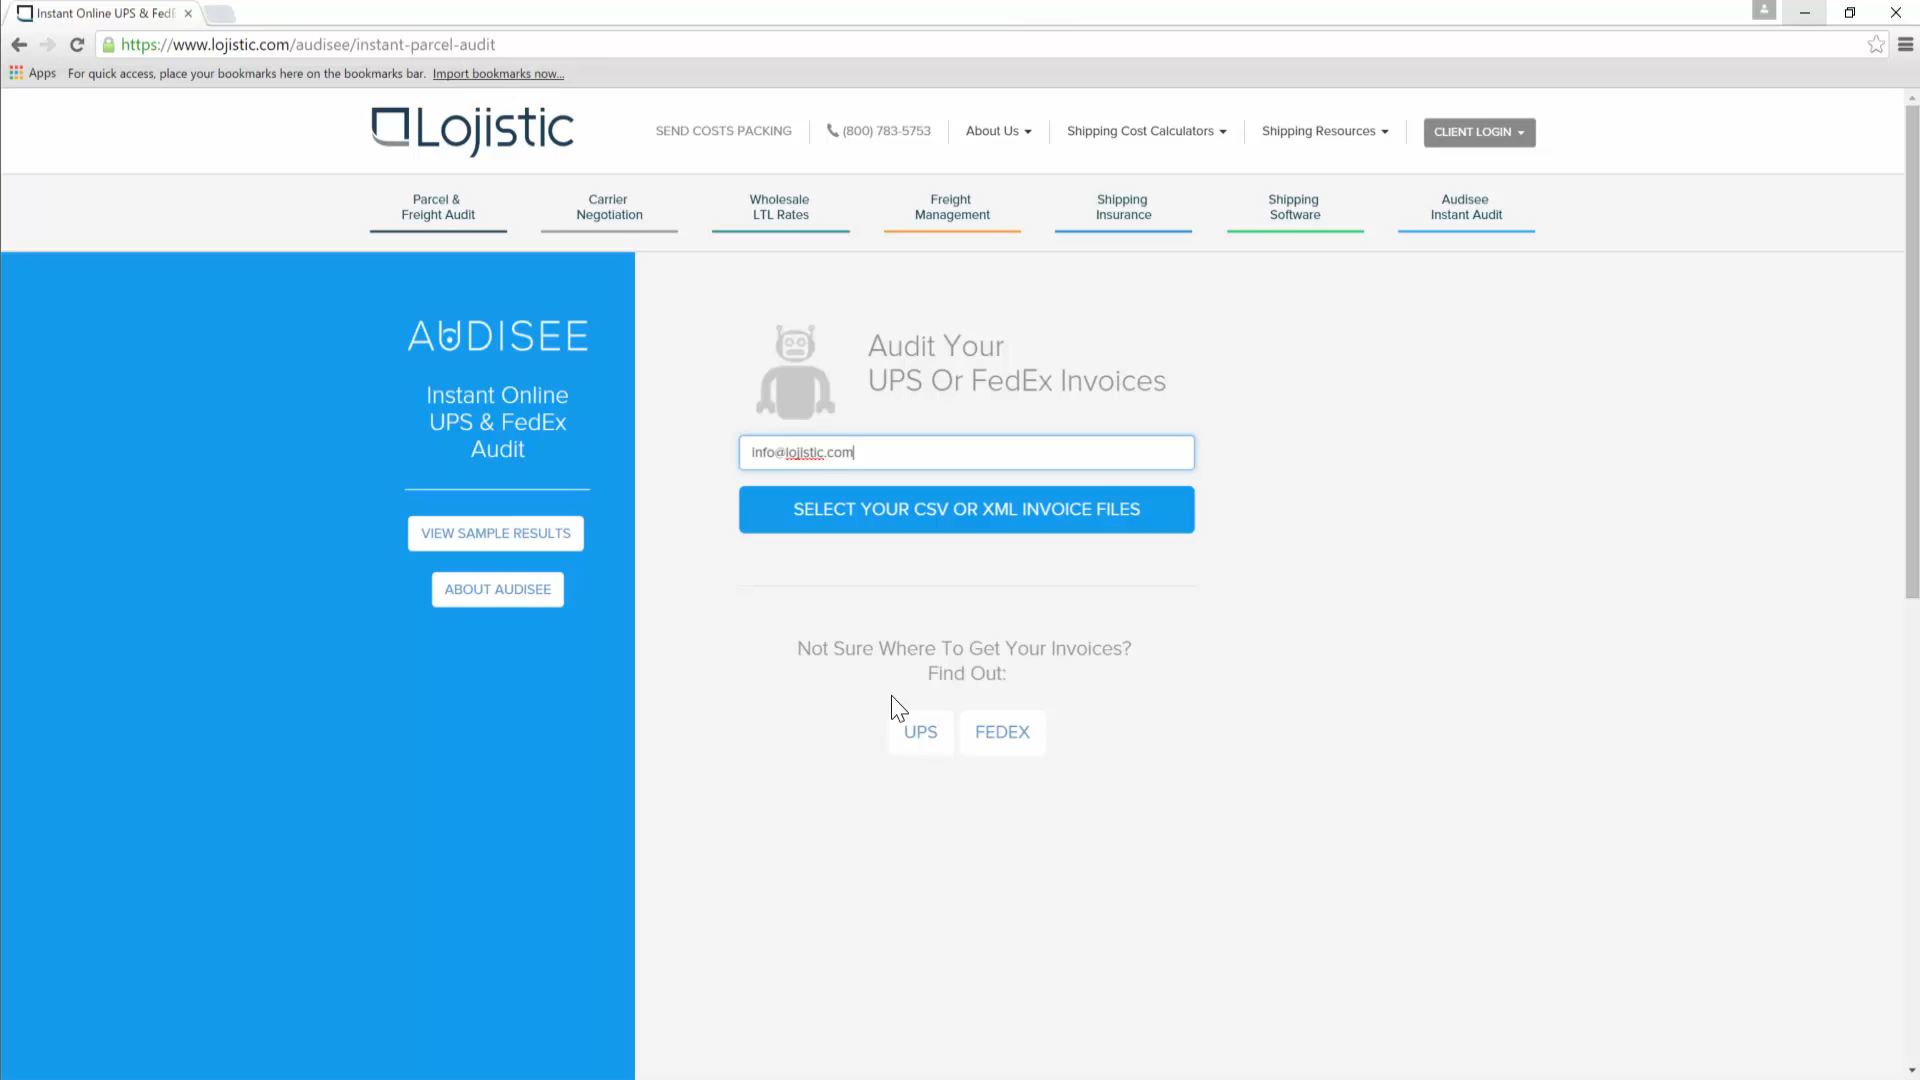 Instant Online UPS & FedE
https://www.lojistic.com/audisee/instant-parcel-audit
Apps For quick access, place your bookmarks here on the bookmarks bar. Import bookmarks now...
Lojistic
SEND COSTS PACKING
(800) 783-5753
About Us
Shipping Cost Calculators
Shipping Resources
CLIENT LOGIN
Parcel &
Freight Audit
Carrier
Negotiation
Wholesale
LTL Rates
Freight
Management
Shipping
Insurance
Shipping
Software
Audisee
Instant Audit
AUDISEE
Instant Online
UPS & FedEx
Audit
VIEW SAMPLE RESULTS
ABOUT AUDISEE
Audit Your
UPS Or FedEx Invoices
info@lojistic.com
SELECT YOUR CSV OR XML INVOICE FILES
Not Sure Where To Get Your Invoices?
Find Out:
UPS
FEDEX